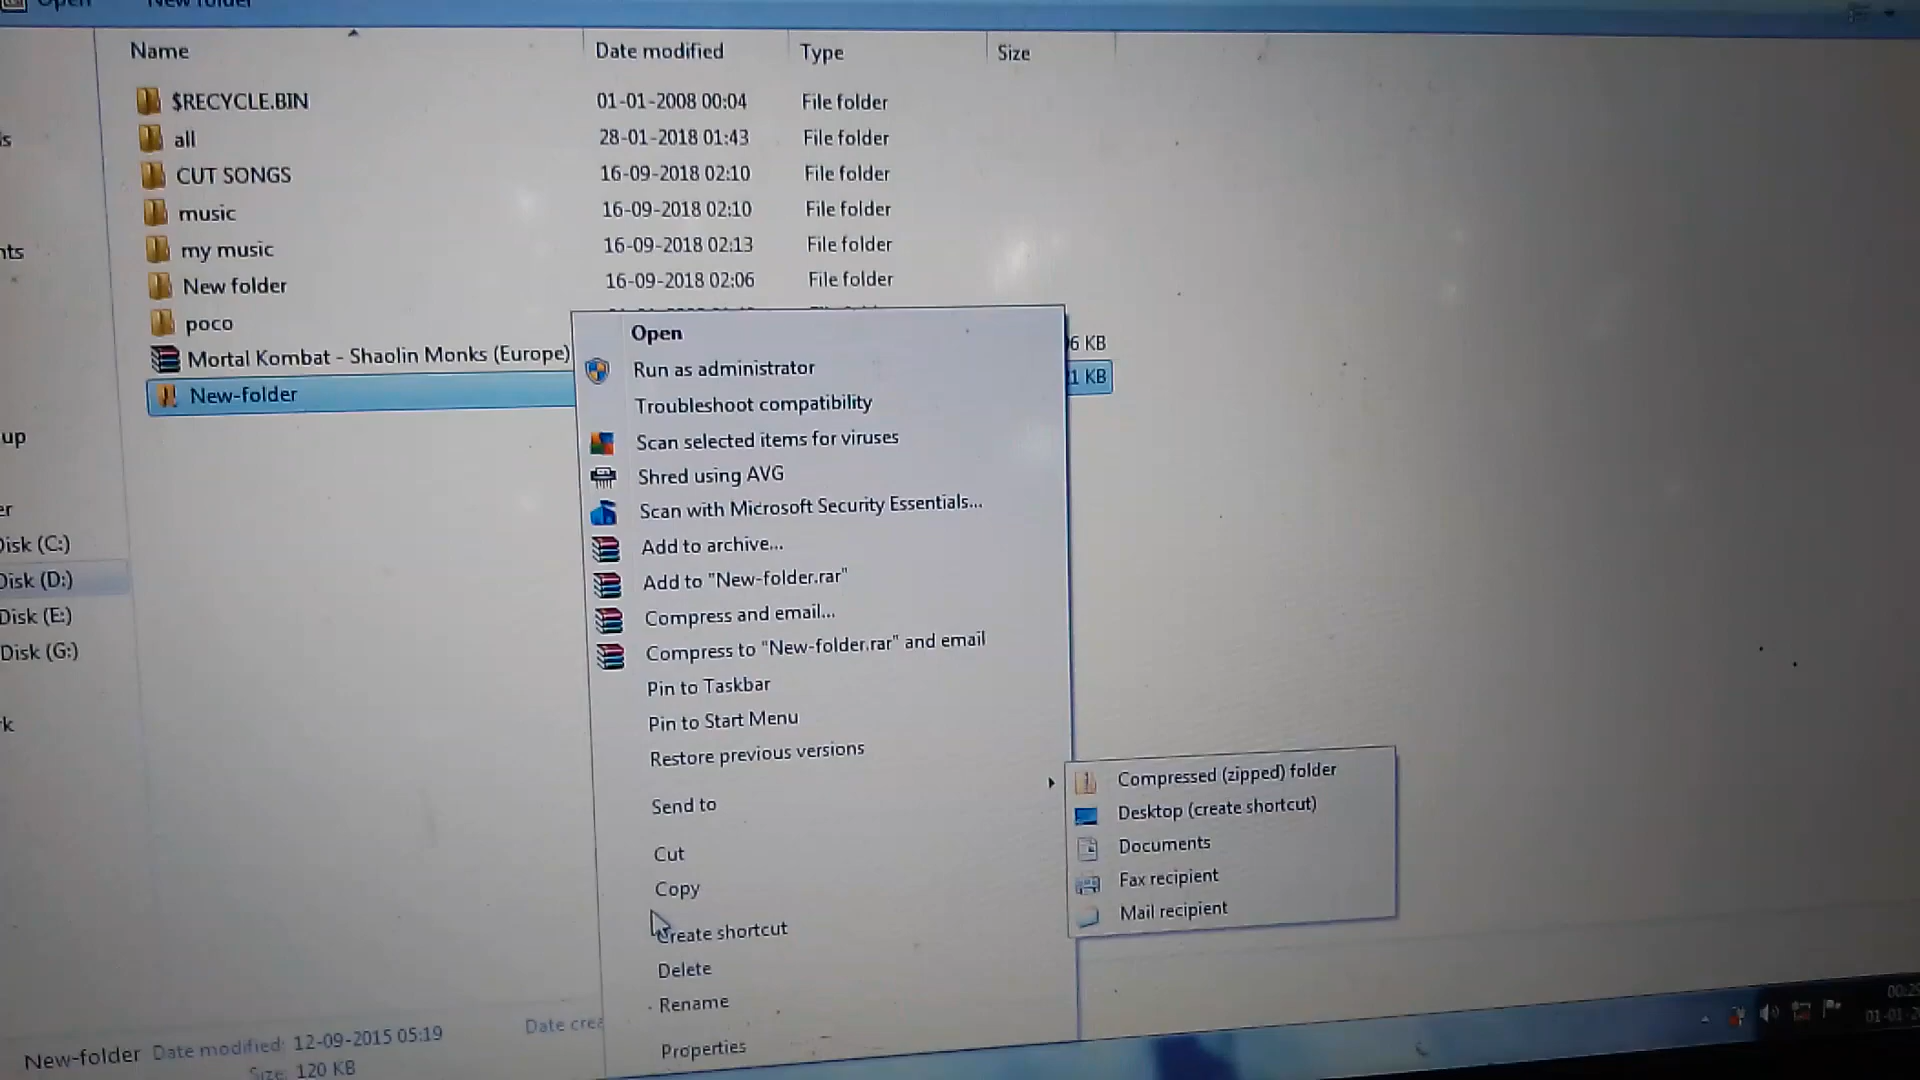 Open New folder
Name Date modified Type Size
$RECYCLE.BIN 01-01-2008 00:04 File folder
all 28-01-2018 01:43 File folder
CUT SONGS 16-09-2018 02:10 File folder
music 16-09-2018 02:10 File folder
my music 16-09-2018 02:13 File folder
New folder 16-09-2018 02:06 File folder
poco
Mortal Kombat - Shaolin Monks (Europe) 6 KB
New-folder 1 KB
nts
up
er
Disk (C:)
Disk (D:)
Disk (E:)
Disk (G:)
Open
Run as administrator
Troubleshoot compatibility
Scan selected items for viruses
Shred using AVG
Scan with Microsoft Security Essentials...
Add to archive...
Add to "New-folder.rar"
Compress and email...
Compress to "New-folder.rar" and email
Pin to Taskbar
Pin to Start Menu
Restore previous versions
Send to
Cut
Copy
Create shortcut
Delete
Rename
Properties
Compressed (zipped) folder
Desktop (create shortcut)
Documents
Fax recipient
Mail recipient
New-folder Date modified: 12-09-2015 05:19 Date crea
Size: 120 KB
00:29
01-01-2